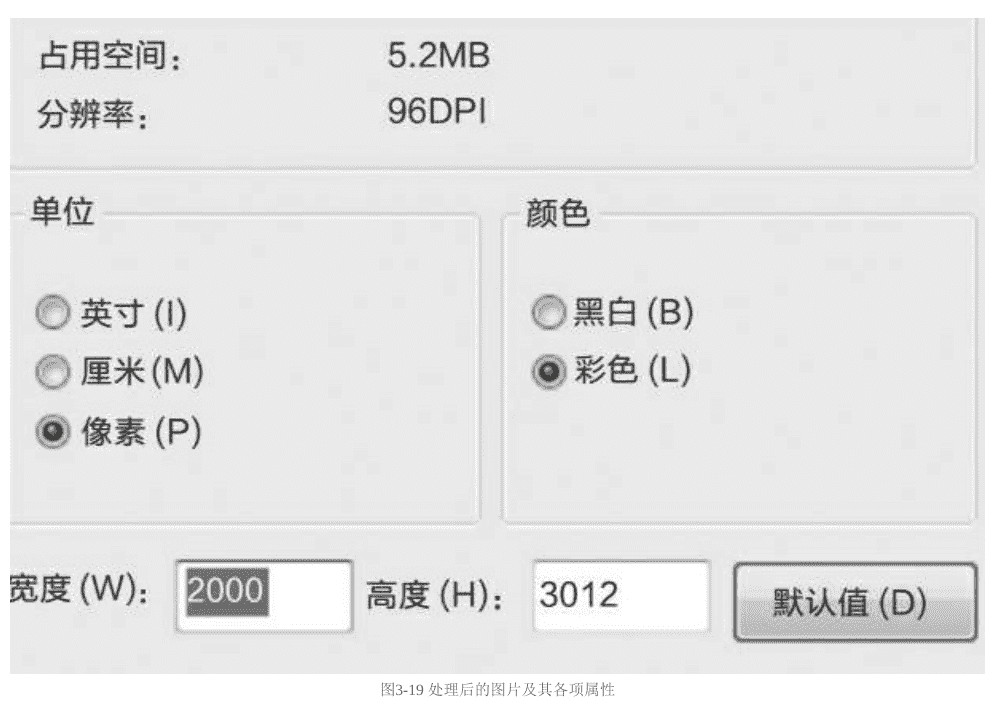 占用空间： 5.2MB
分辨率： 96DPI
单位 颜色
英寸 (I) 黑白 (B)
厘米 (M) 彩色 (L)
像素 (P)
宽度 (W)： 2000 高度 (H)： 3012 默认值 (D)
图3-19 处理后的图片及其各项属性